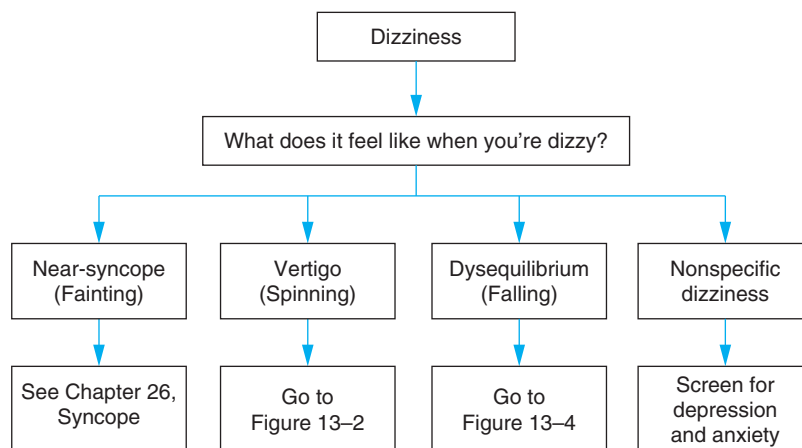 Dizziness
What does it feel like when you’re dizzy?
Near-syncope
(Fainting)
Vertigo
(Spinning)
Dysequilibrium
(Falling)
Nonspecific
dizziness
See Chapter 26,
Syncope
Go to
Figure 13–2
Go to
Figure 13–4
Screen for
depression
and anxiety